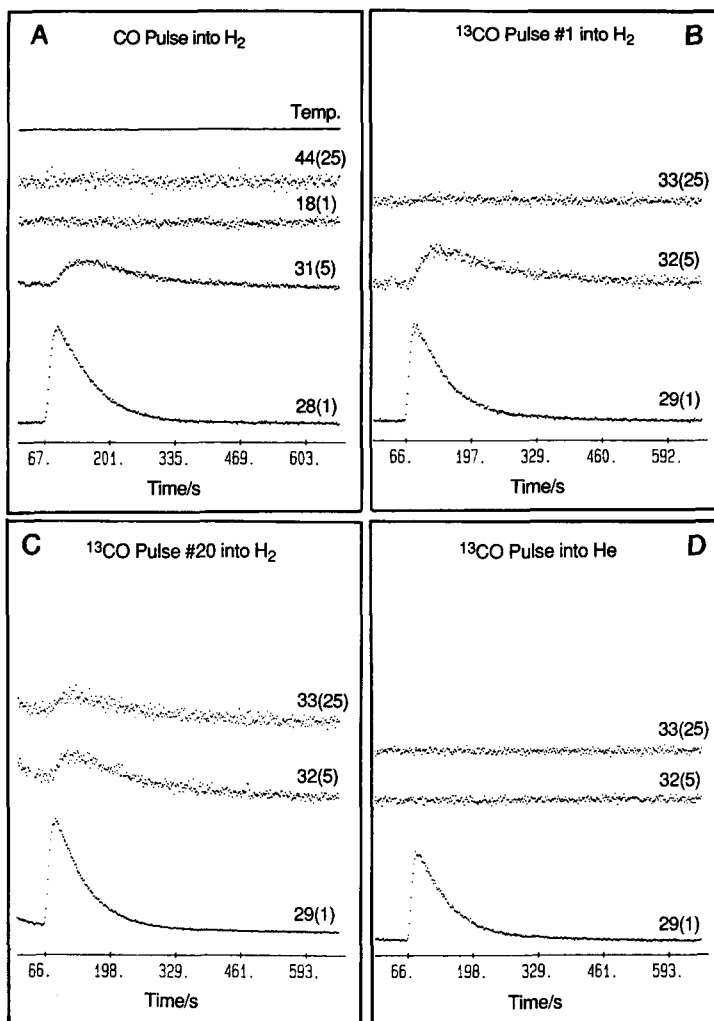 A
CO Pulse into H₂
Temp.
44(25)
18(1)
31(5)
28(1)
67. 201. 335. 469. 603.
Time/s
¹³CO Pulse #1 into H₂
B
33(25)
32(5)
29(1)
66. 197. 329. 460. 592.
Time/s
C
¹³CO Pulse #20 into H₂
33(25)
32(5)
29(1)
66. 198. 329. 461. 593.
Time/s
¹³CO Pulse into He
D
33(25)
32(5)
29(1)
66. 198. 329. 461. 593.
Time/s